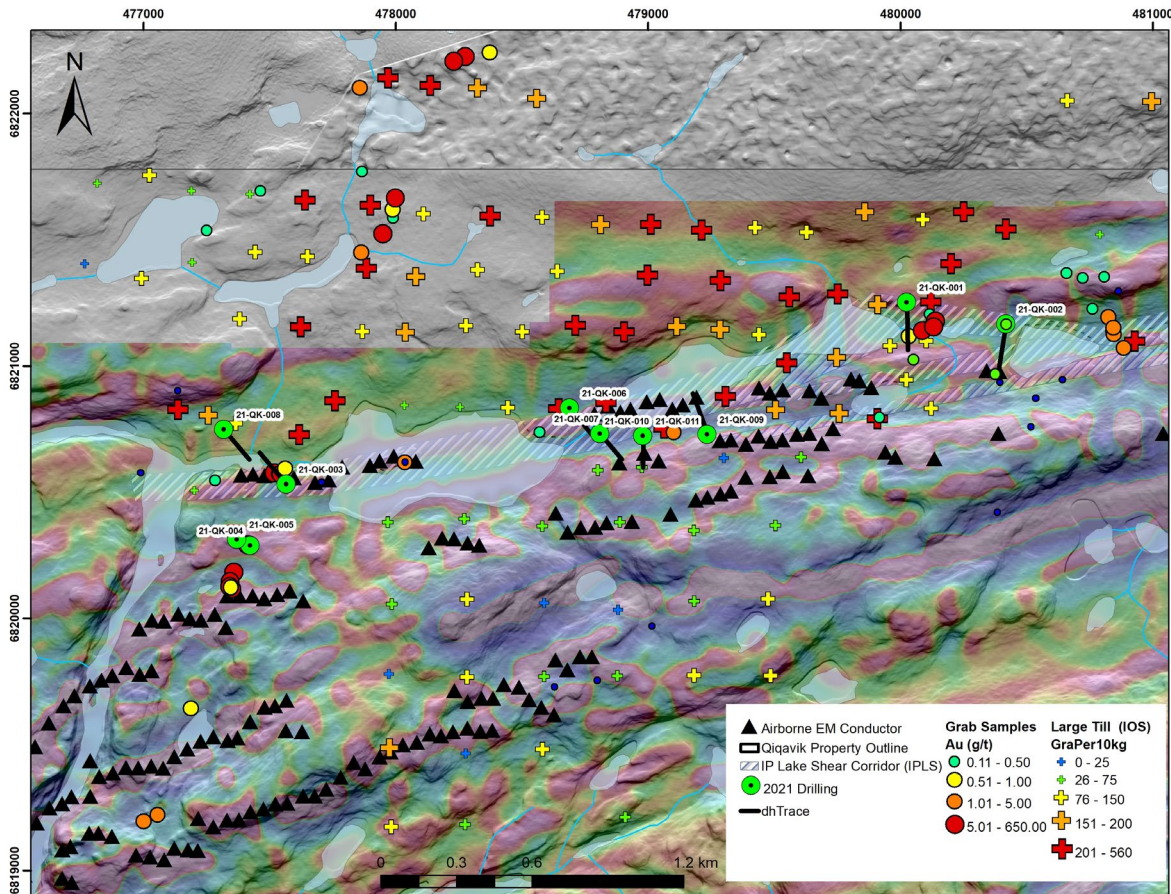 477000 478000 479000 480000 481000
N
6822000
6821000
6820000
6819000
21-QK-001
21-QK-002
21-QK-006
21-QK-007
21-QK-010
21-QK-011
21-QK-009
21-QK-008
21-QK-003
21-QK-004
21-QK-005
Airborne EM Conductor
Qiqavik Property Outline
IP Lake Shear Corridor (IPLS)
2021 Drilling
dhTrace
Grab Samples
Au (g/t)
0.11 - 0.50
0.51 - 1.00
1.01 - 5.00
5.01 - 650.00
Large Till (IOS)
GraPer10kg
0 - 25
26 - 75
76 - 150
151 - 200
201 - 560
0 0.3 0.6 1.2 km